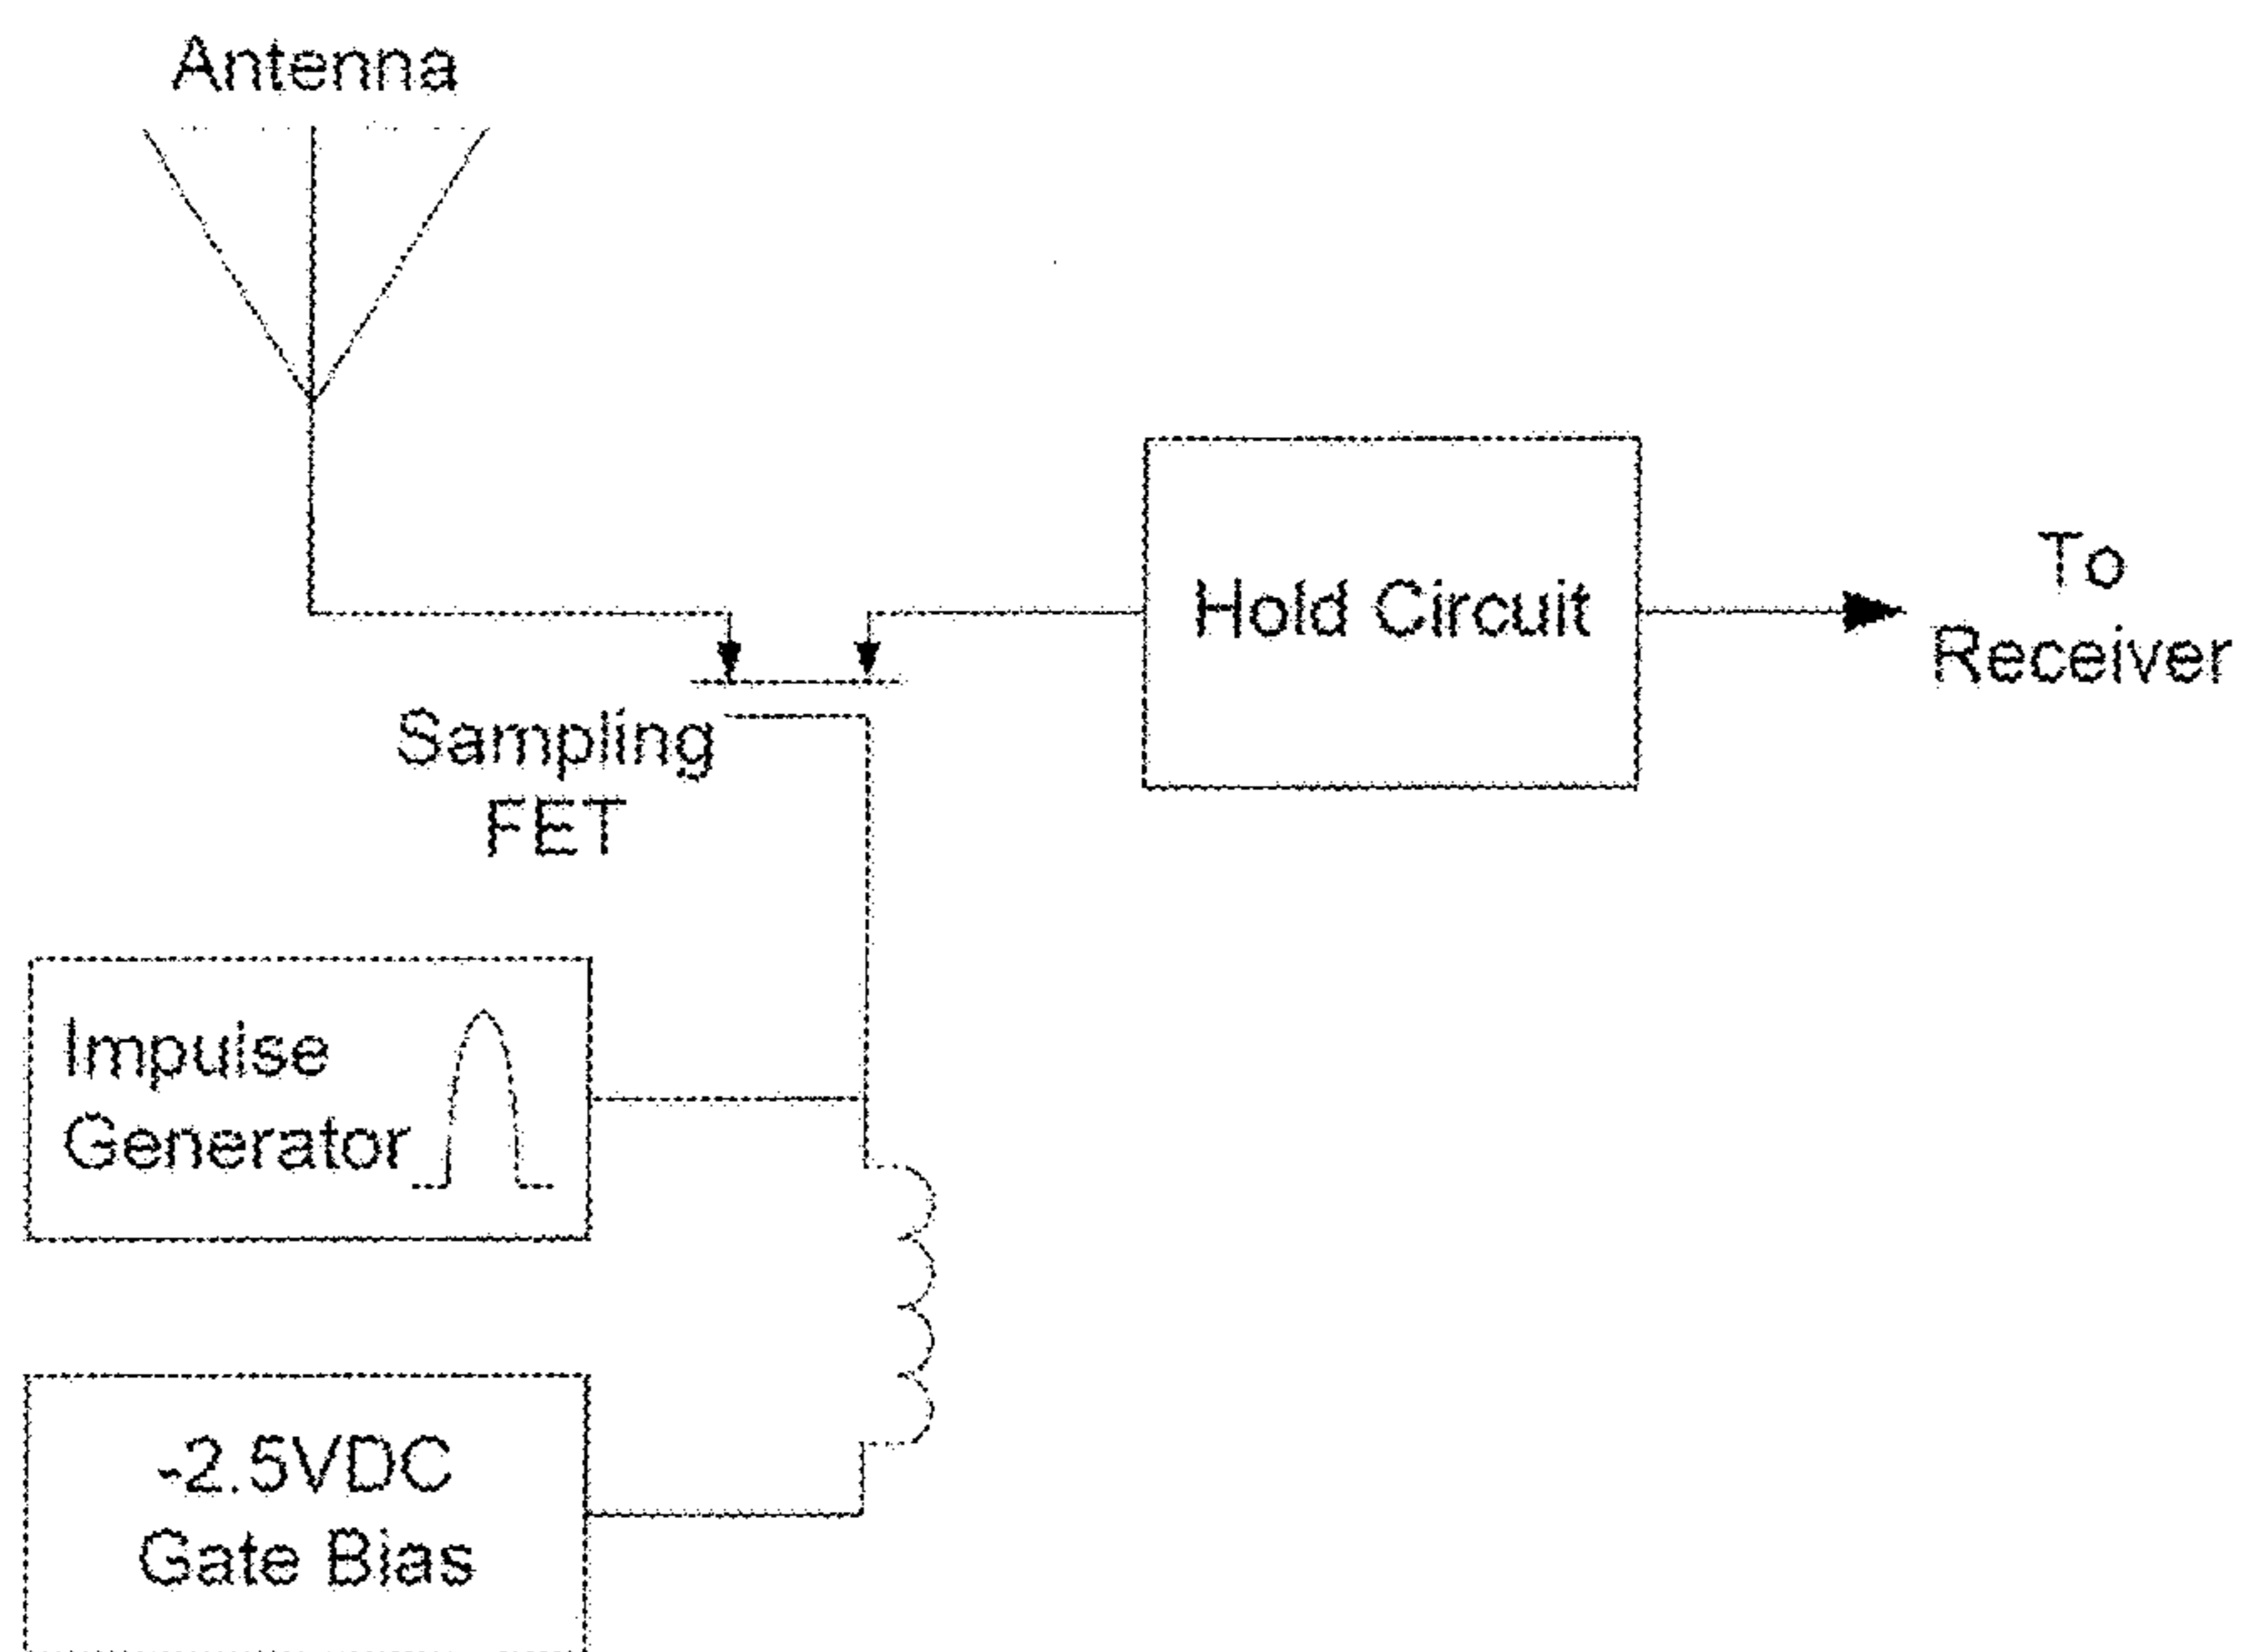 Antenna
Hold Circuit
To
Receiver
Sampling
FET
Impulse
Generator
-2.5VDC
Gate Bias